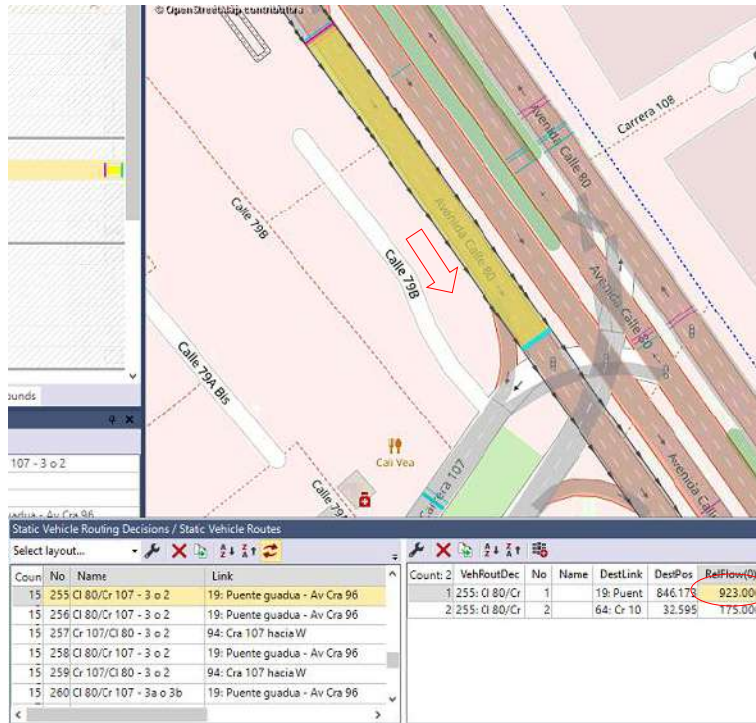 © OpenStreetMap contributors
Carrera 108
Avenida Calle 80
Calle 79B
Avenida Calle 80
Calle 79B
Avenida Calle 80
Calle 79A Bis
ounds
107 - 3 o 2
Cali Vea
Carrera 107
Avenida Call
Calle 79A
uadua - Av Cra 96
Static Vehicle Routing Decisions / Static Vehicle Routes
Select layout...
Coun No Name Link
15 255 Cl 80/Cr 107 - 3 o 2 19: Puente guadua - Av Cra 96
15 256 Cl 80/Cr 107 - 3 o 2 19: Puente guadua - Av Cra 96
15 257 Cr 107/Cl 80 - 3 o 2 94: Cra 107 hacia W
15 258 Cl 80/Cr 107 - 3 o 2 19: Puente guadua - Av Cra 96
15 259 Cr 107/Cl 80 - 3 o 2 94: Cra 107 hacia W
15 260 Cl 80/Cr 107 - 3a o 3b 19: Puente guadua - Av Cra 96
Count: 2 VehRoutDec No Name DestLink DestPos RelFlow(0)
1 255: Cl 80/Cr 1 19: Puent 846.173 923.000
2 255: Cl 80/Cr 2 64: Cr 10 32.595 175.000